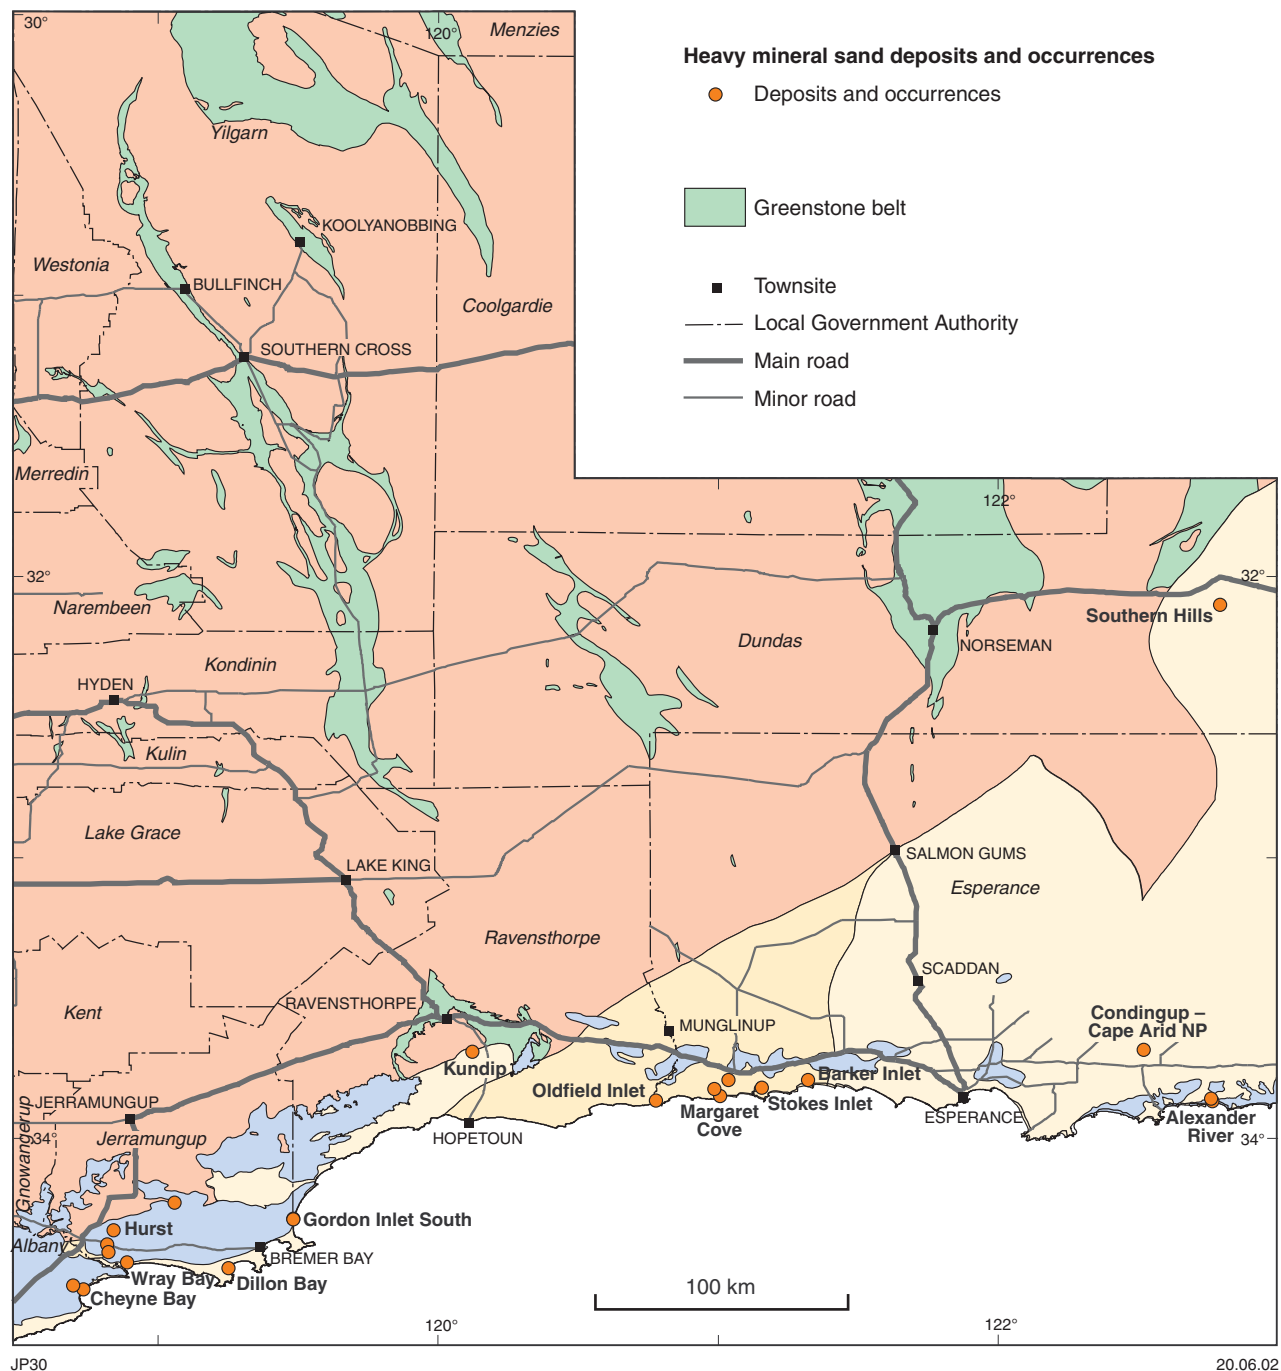 30°
120°
Menzies
Heavy mineral sand deposits and occurrences
Deposits and occurrences
Yilgarn
Greenstone belt
KOOLYANOBBING
Westonia
BULLFINCH
Townsite
Coolgardie
Local Government Authority
SOUTHERN CROSS
Main road
Minor road
Merredin
122°
32°
32°
Narembeen
Southern Hills
Dundas
NORSEMAN
Kondinin
HYDEN
Kulin
Lake Grace
SALMON GUMS
LAKE KING
Esperance
Ravensthorpe
SCADDAN
RAVENSTHORPE
Kent
MUNGLINUP
Condingup –
Cape Arid NP
Kundip
Barker Inlet
Oldfield Inlet
Stokes Inlet
JERRAMUNGUP
Margaret
Cove
ESPERANCE
Alexander
River
34°
Jerramungup
HOPETOUN
34°
Gnowangerup
Hurst
Gordon Inlet South
Albany
BREMER BAY
Wray Bay
Dillon Bay
Cheyne Bay
100 km
120°
122°
JP30
20.06.02